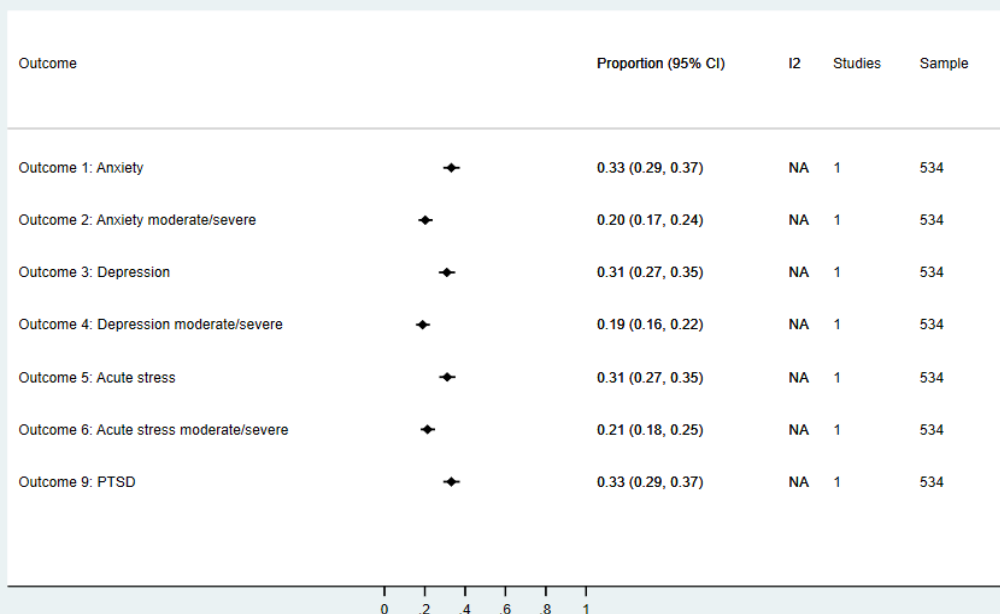 Outcome Proportion (95% CI) I2 Studies Sample
Outcome 1: Anxiety 0.33 (0.29, 0.37) NA 1 534
Outcome 2: Anxiety moderate/severe 0.20 (0.17, 0.24) NA 1 534
Outcome 3: Depression 0.31 (0.27, 0.35) NA 1 534
Outcome 4: Depression moderate/severe 0.19 (0.16, 0.22) NA 1 534
Outcome 5: Acute stress 0.31 (0.27, 0.35) NA 1 534
Outcome 6: Acute stress moderate/severe 0.21 (0.18, 0.25) NA 1 534
Outcome 9: PTSD 0.33 (0.29, 0.37) NA 1 534
0 .2 .4 .6 .8 1